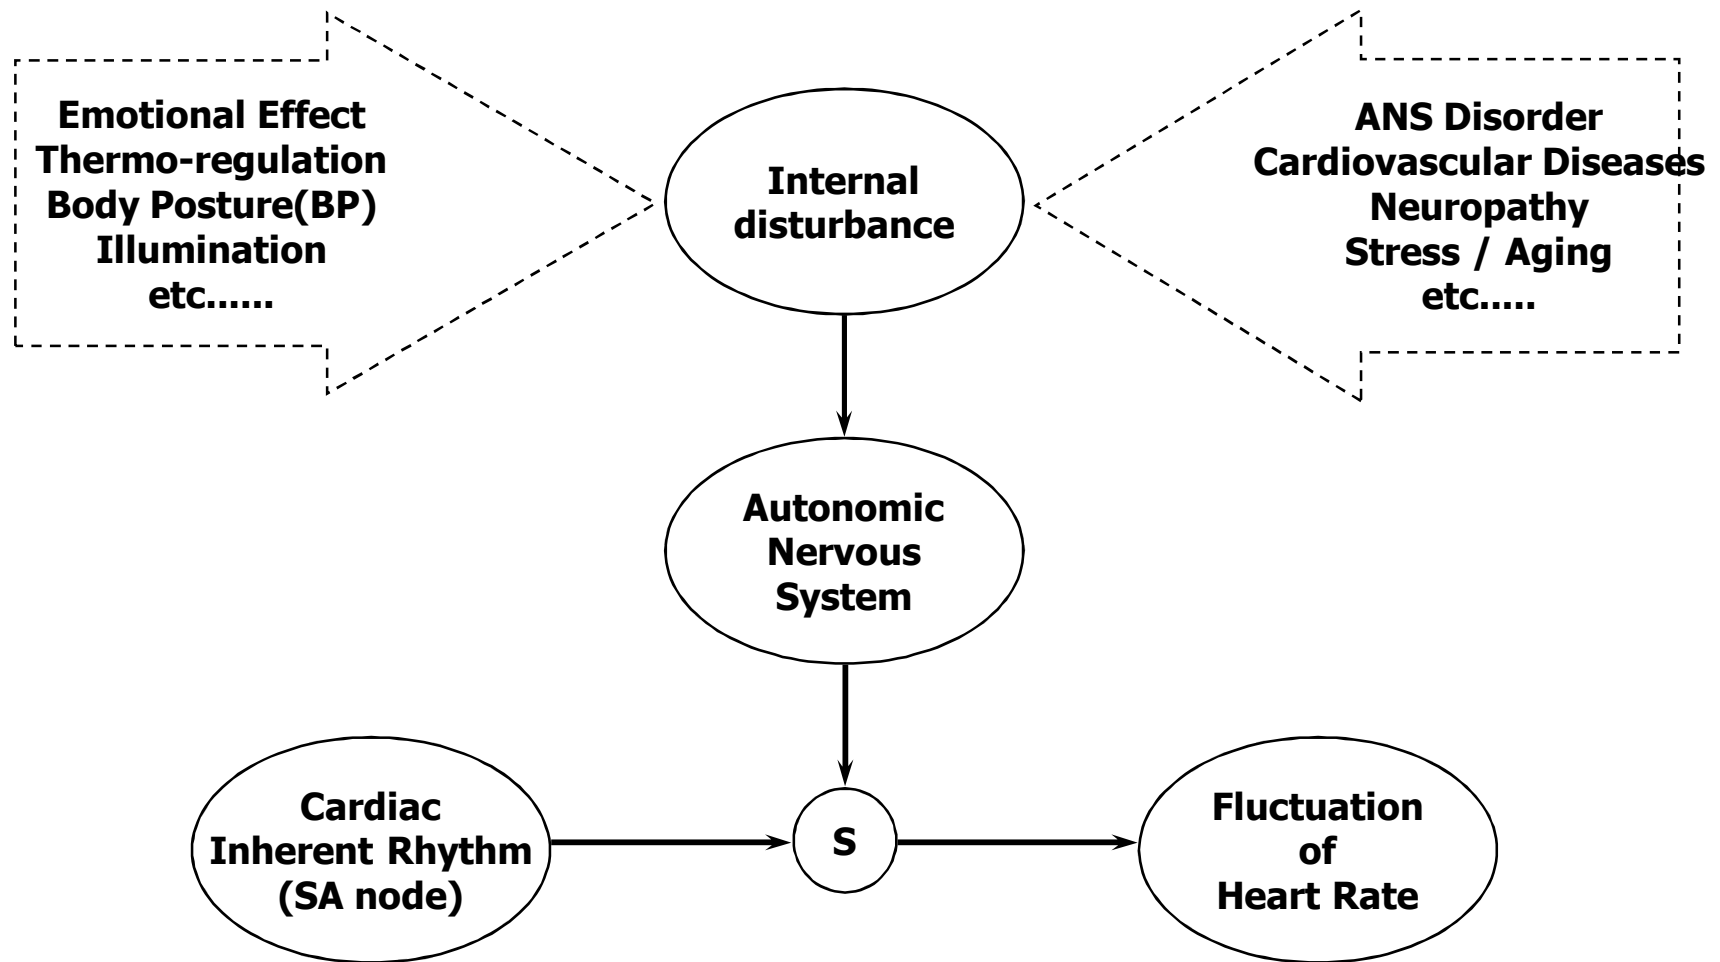 Emotional Effect
Thermo-regulation
Body Posture(BP)
Illumination
etc......
Internal
disturbance
ANS Disorder
Cardiovascular Diseases
Neuropathy
Stress / Aging
etc.....
Autonomic
Nervous
System
Cardiac
Inherent Rhythm
(SA node)
S
Fluctuation
of
Heart Rate